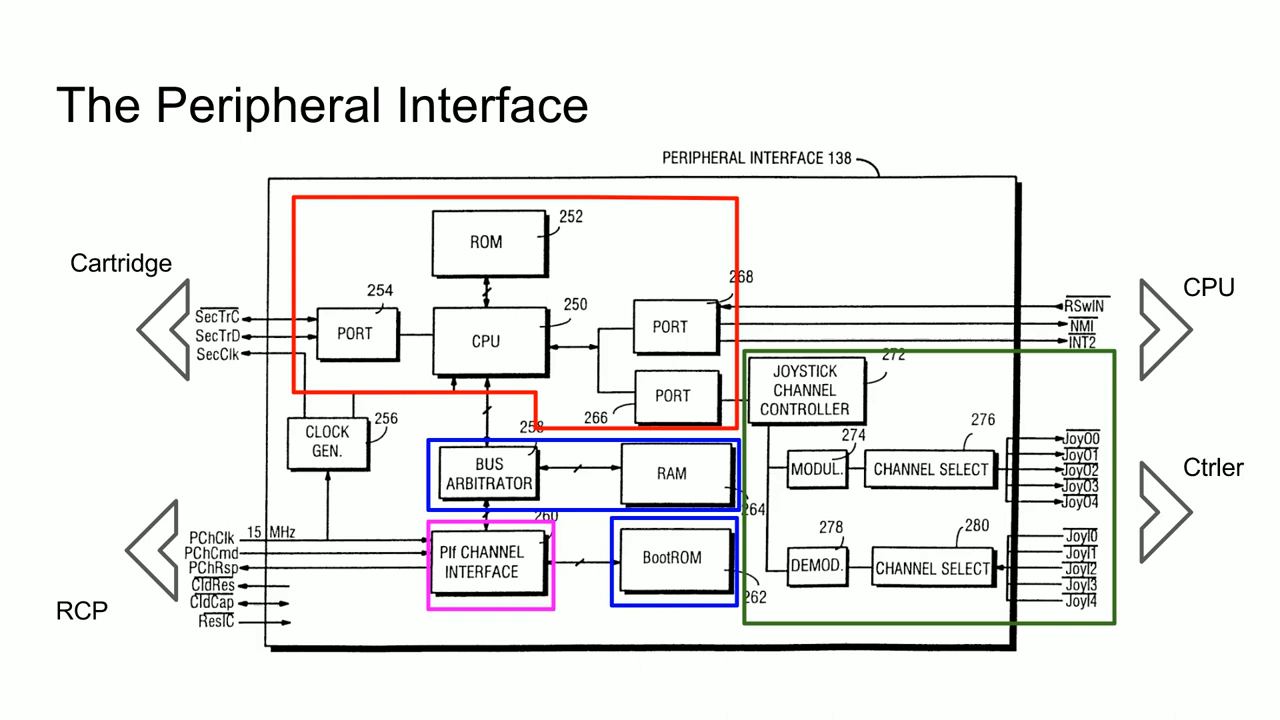 The Peripheral Interface
PERIPHERAL INTERFACE 138
252
ROM
Cartridge
254
250
268
CPU
SecTrC
SecTrD
SecClk
PORT
CPU
PORT
RSwIN
NMI
INT2
272
JOYSTICK
CHANNEL
CONTROLLER
PORT
266
256
CLOCK
GEN.
258
BUS
ARBITRATOR
RAM
264
274
MODUL.
276
CHANNEL SELECT
JoyO0
JoyO1
JoyO2
JoyO3
JoyO4
Ctrler
260
PIf CHANNEL
INTERFACE
BootROM
262
278
DEMOD.
280
CHANNEL SELECT
JoyI0
JoyI1
JoyI2
JoyI3
JoyI4
PChClk 15 MHz
PChCmd
PChRsp
CldRes
CldCap
ResIC
RCP